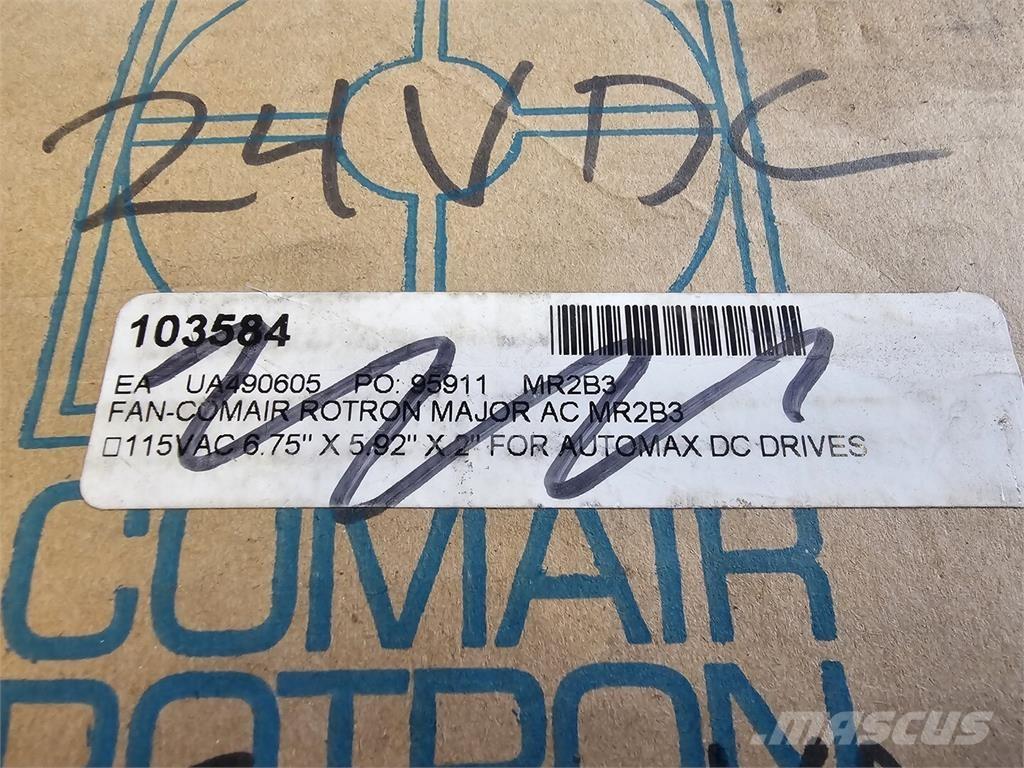 24VDC
103584
EA UA490605 PO: 95911 MR2B3
FAN-COMAIR ROTRON MAJOR AC MR2B3
□115VAC 6.75" X 5.92" X 2" FOR AUTOMAX DC DRIVES
COMAIR
ROTRON
MASCUS